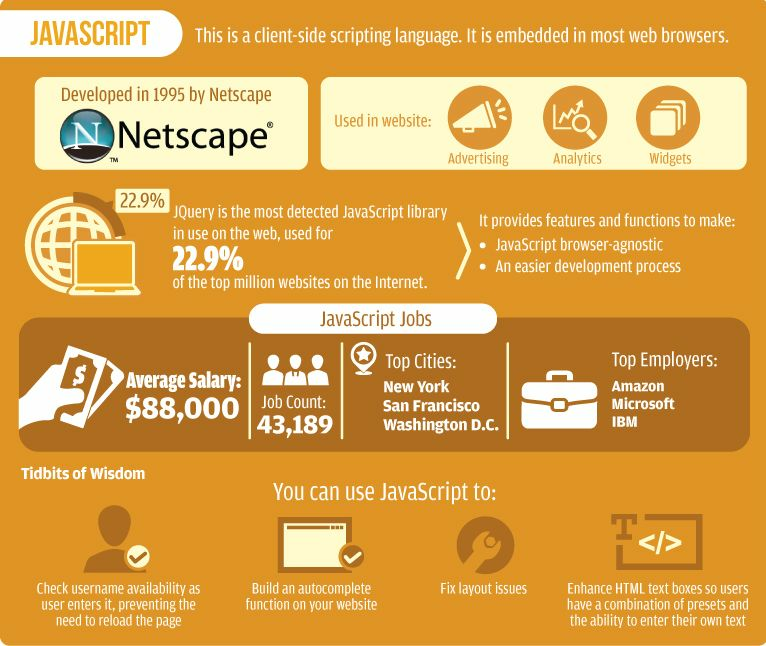 JAVASCRIPT
This is a client-side scripting language. It is embedded in most web browsers.
Developed in 1995 by Netscape
N Netscape®
™
Used in website:
Advertising
Analytics
Widgets
22.9%
JQuery is the most detected JavaScript library
in use on the web, used for
22.9%
of the top million websites on the Internet.
It provides features and functions to make:
• JavaScript browser-agnostic
• An easier development process
JavaScript Jobs
$
Average Salary:
$88,000
Job Count:
43,189
Top Cities:
New York
San Francisco
Washington D.C.
Top Employers:
Amazon
Microsoft
IBM
Tidbits of Wisdom
You can use JavaScript to:
Check username availability as
user enters it, preventing the
need to reload the page
Build an autocomplete
function on your website
Fix layout issues
T
</>
Enhance HTML text boxes so users
have a combination of presets and
the ability to enter their own text